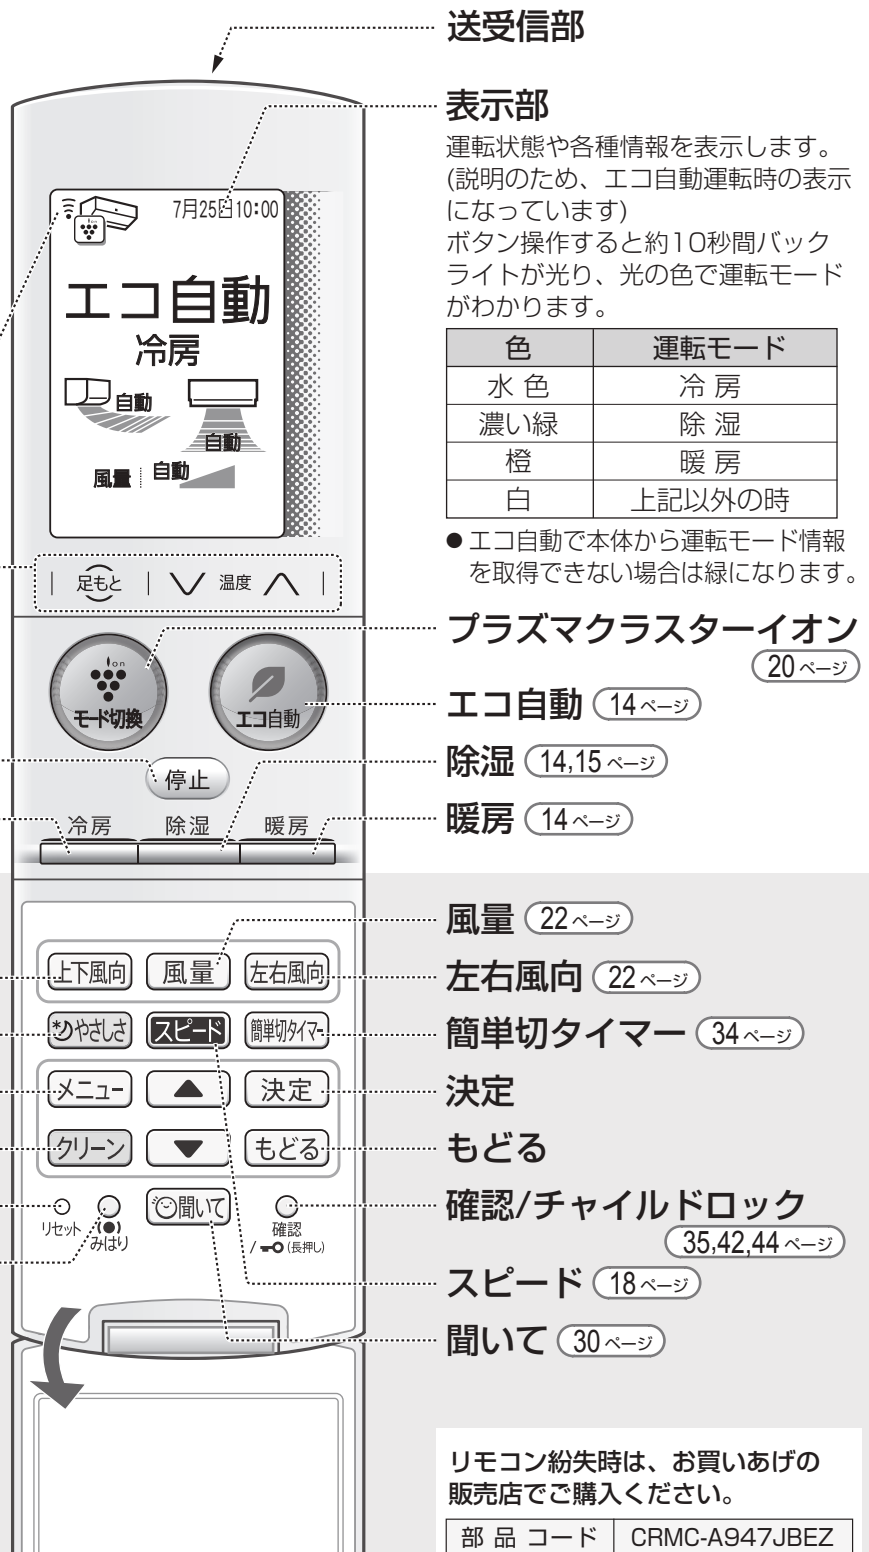 送受信部
表示部
運転状態や各種情報を表示します。
(説明のため、エコ自動運転時の表示
になっています)
ボタン操作すると約10秒間バック
ライトが光り、光の色で運転モード
がわかります。
色 運転モード
水色 冷房
濃い緑 除湿
橙 暖房
白 上記以外の時
●エコ自動で本体から運転モード情報
を取得できない場合は緑になります。
プラズマクラスターイオン
20ページ
エコ自動 14ページ
除湿 14,15ページ
暖房 14ページ
風量 22ページ
左右風向 22ページ
簡単切タイマー 34ページ
決定
もどる
確認/チャイルドロック
35,42,44ページ
スピード 18ページ
聞いて 30ページ
リモコン紛失時は、お買いあげの
販売店でご購入ください。
部品コード CRMC-A947JBEZ
7月25日10:00
ion
エコ自動
冷房
自動
自動
風量 自動
足もと 温度
ion
モード切換 エコ自動
停止
冷房 除湿 暖房
上下風向 風量 左右風向
やさしさ スピード 簡単切タイマー
メニュー ▲ 決定
クリーン ▼ もどる
リセット みはり 聞いて 確認
/ (長押し)